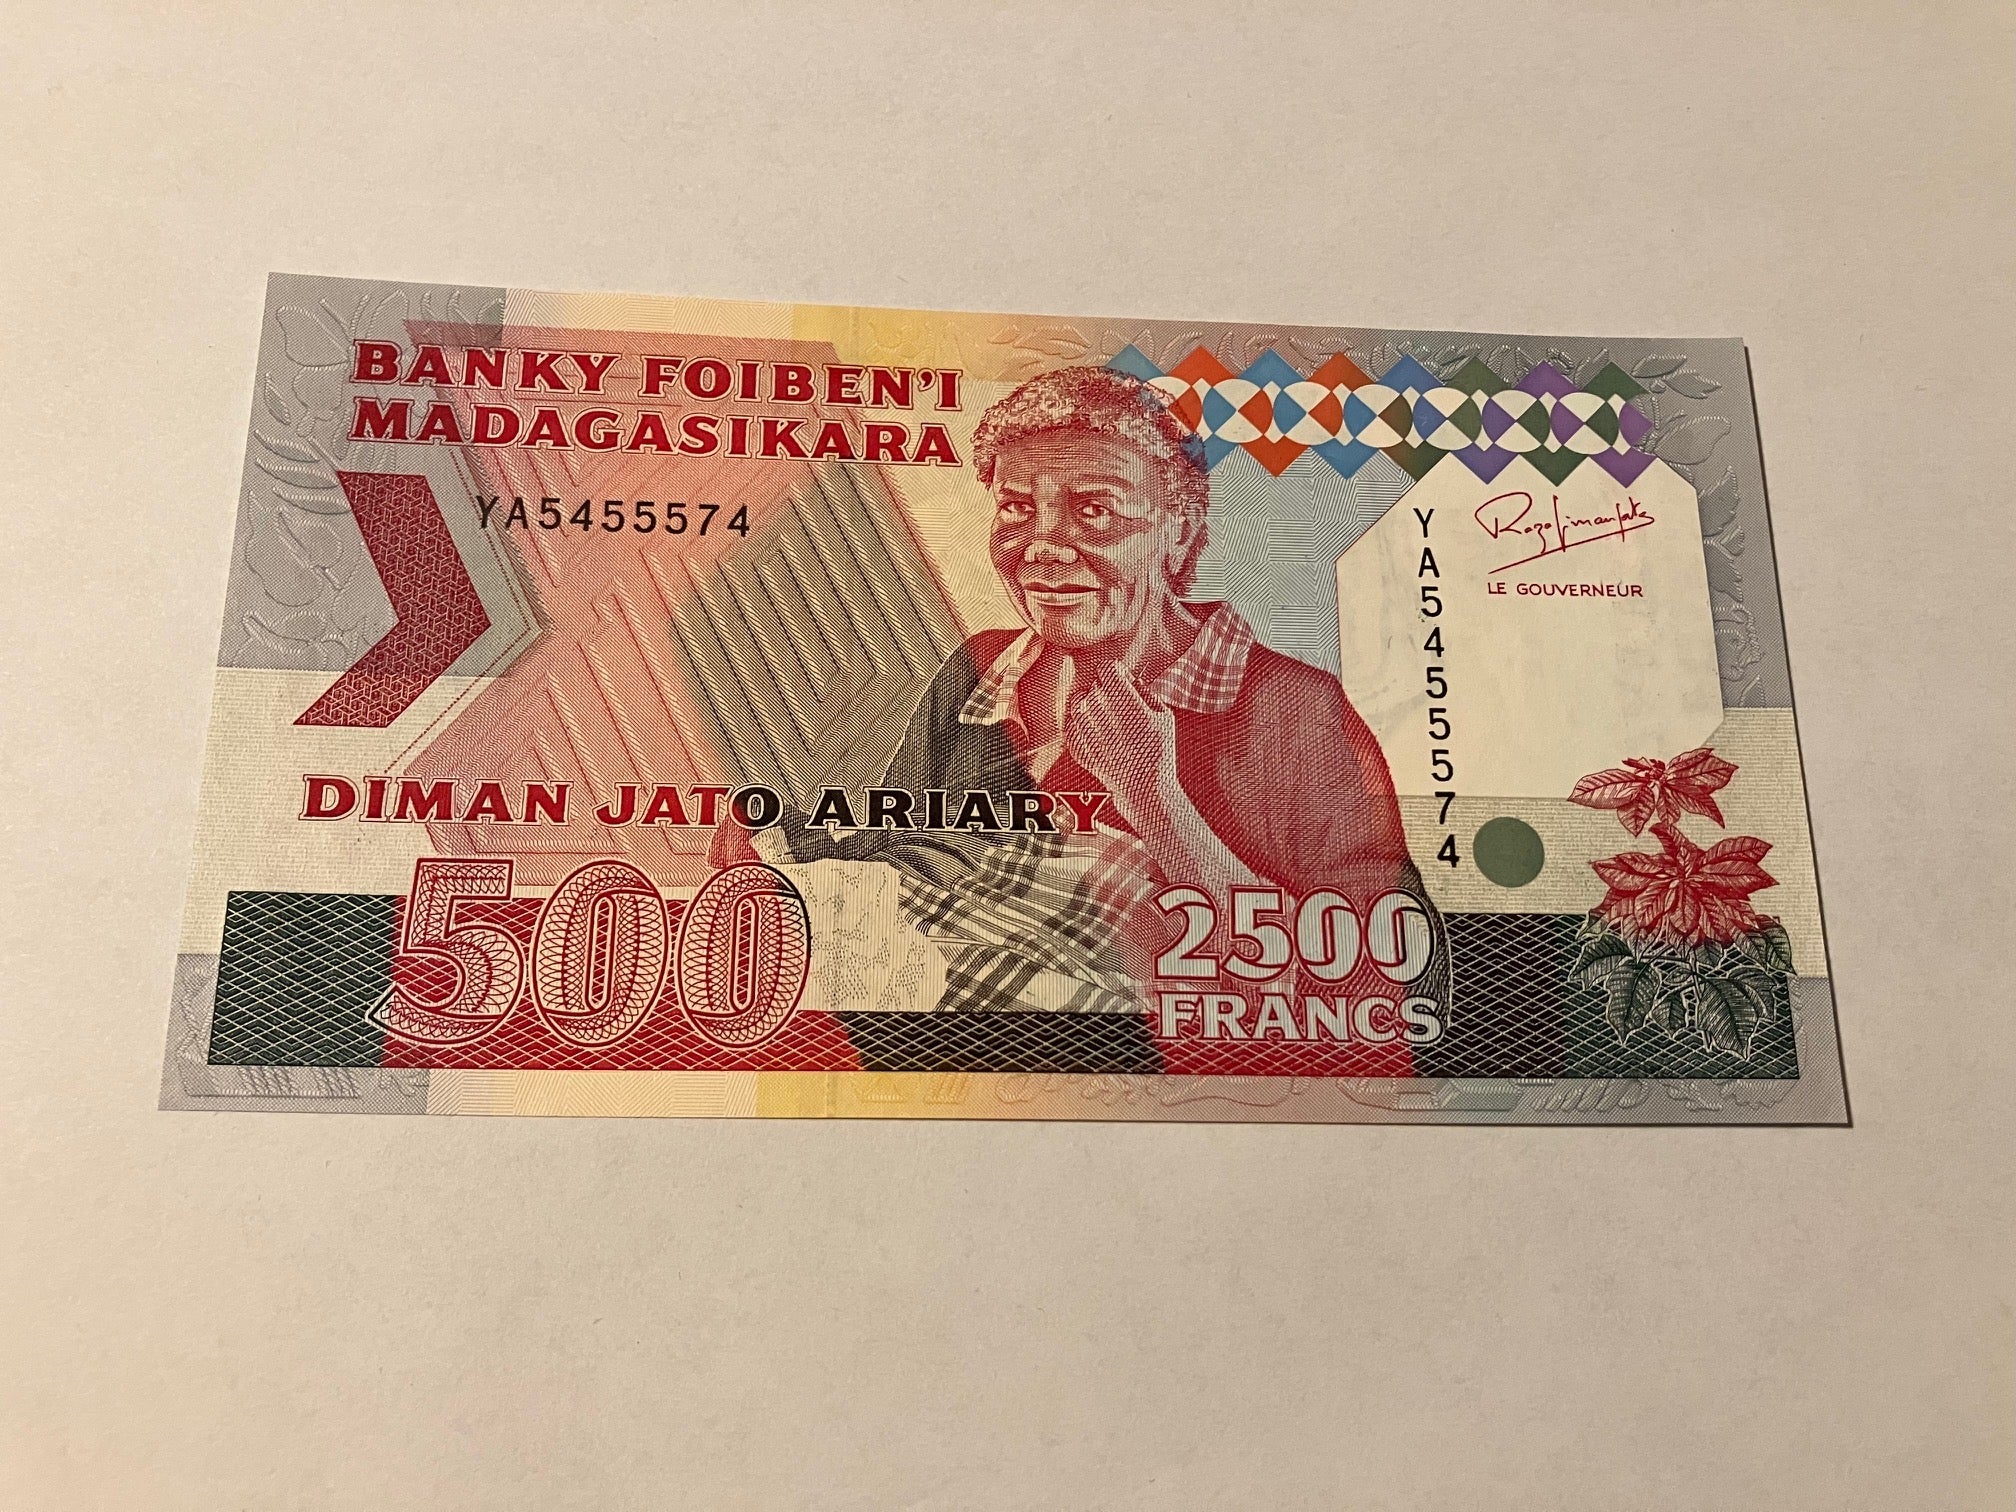 BANKY FOIBEN'I
MADAGASIKARA
YA5455574
YA5455574
LE GOUVERNEUR
DIMAN JATO ARIARY
500
2500
FRANCS